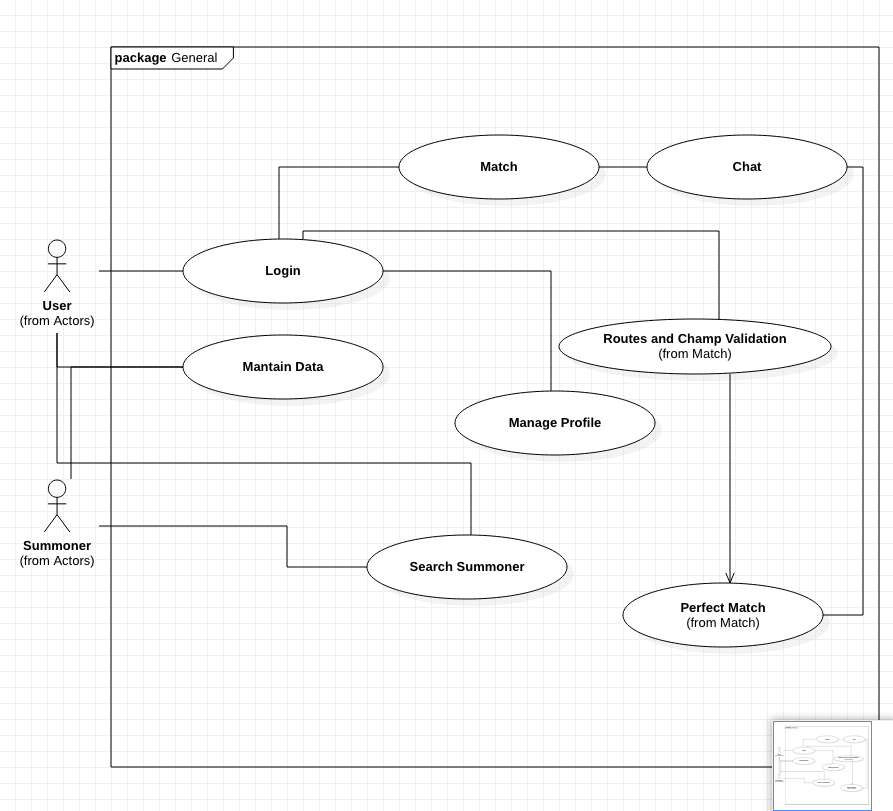 package General
Match
Chat
Login
User
(from Actors)
Routes and Champ Validation
(from Match)
Mantain Data
Manage Profile
Summoner
(from Actors)
Search Summoner
Perfect Match
(from Match)